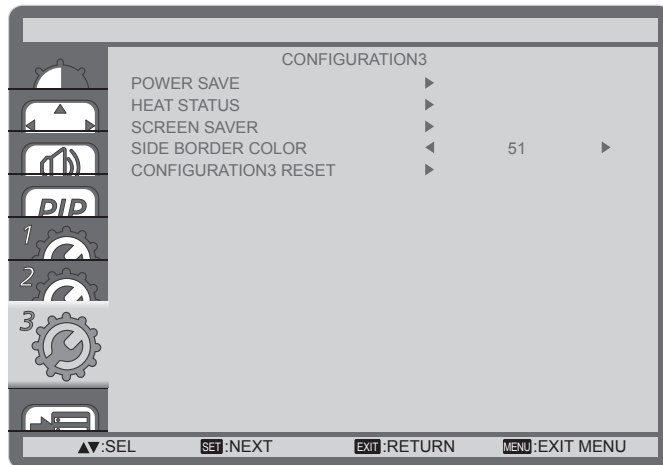 CONFIGURATION3
POWER SAVE ▶
HEAT STATUS ▶
SCREEN SAVER ▶
SIDE BORDER COLOR ◀ 51 ▶
CONFIGURATION3 RESET ▶
PIP
1
2
3
▲▼:SEL SET:NEXT EXIT:RETURN MENU:EXIT MENU